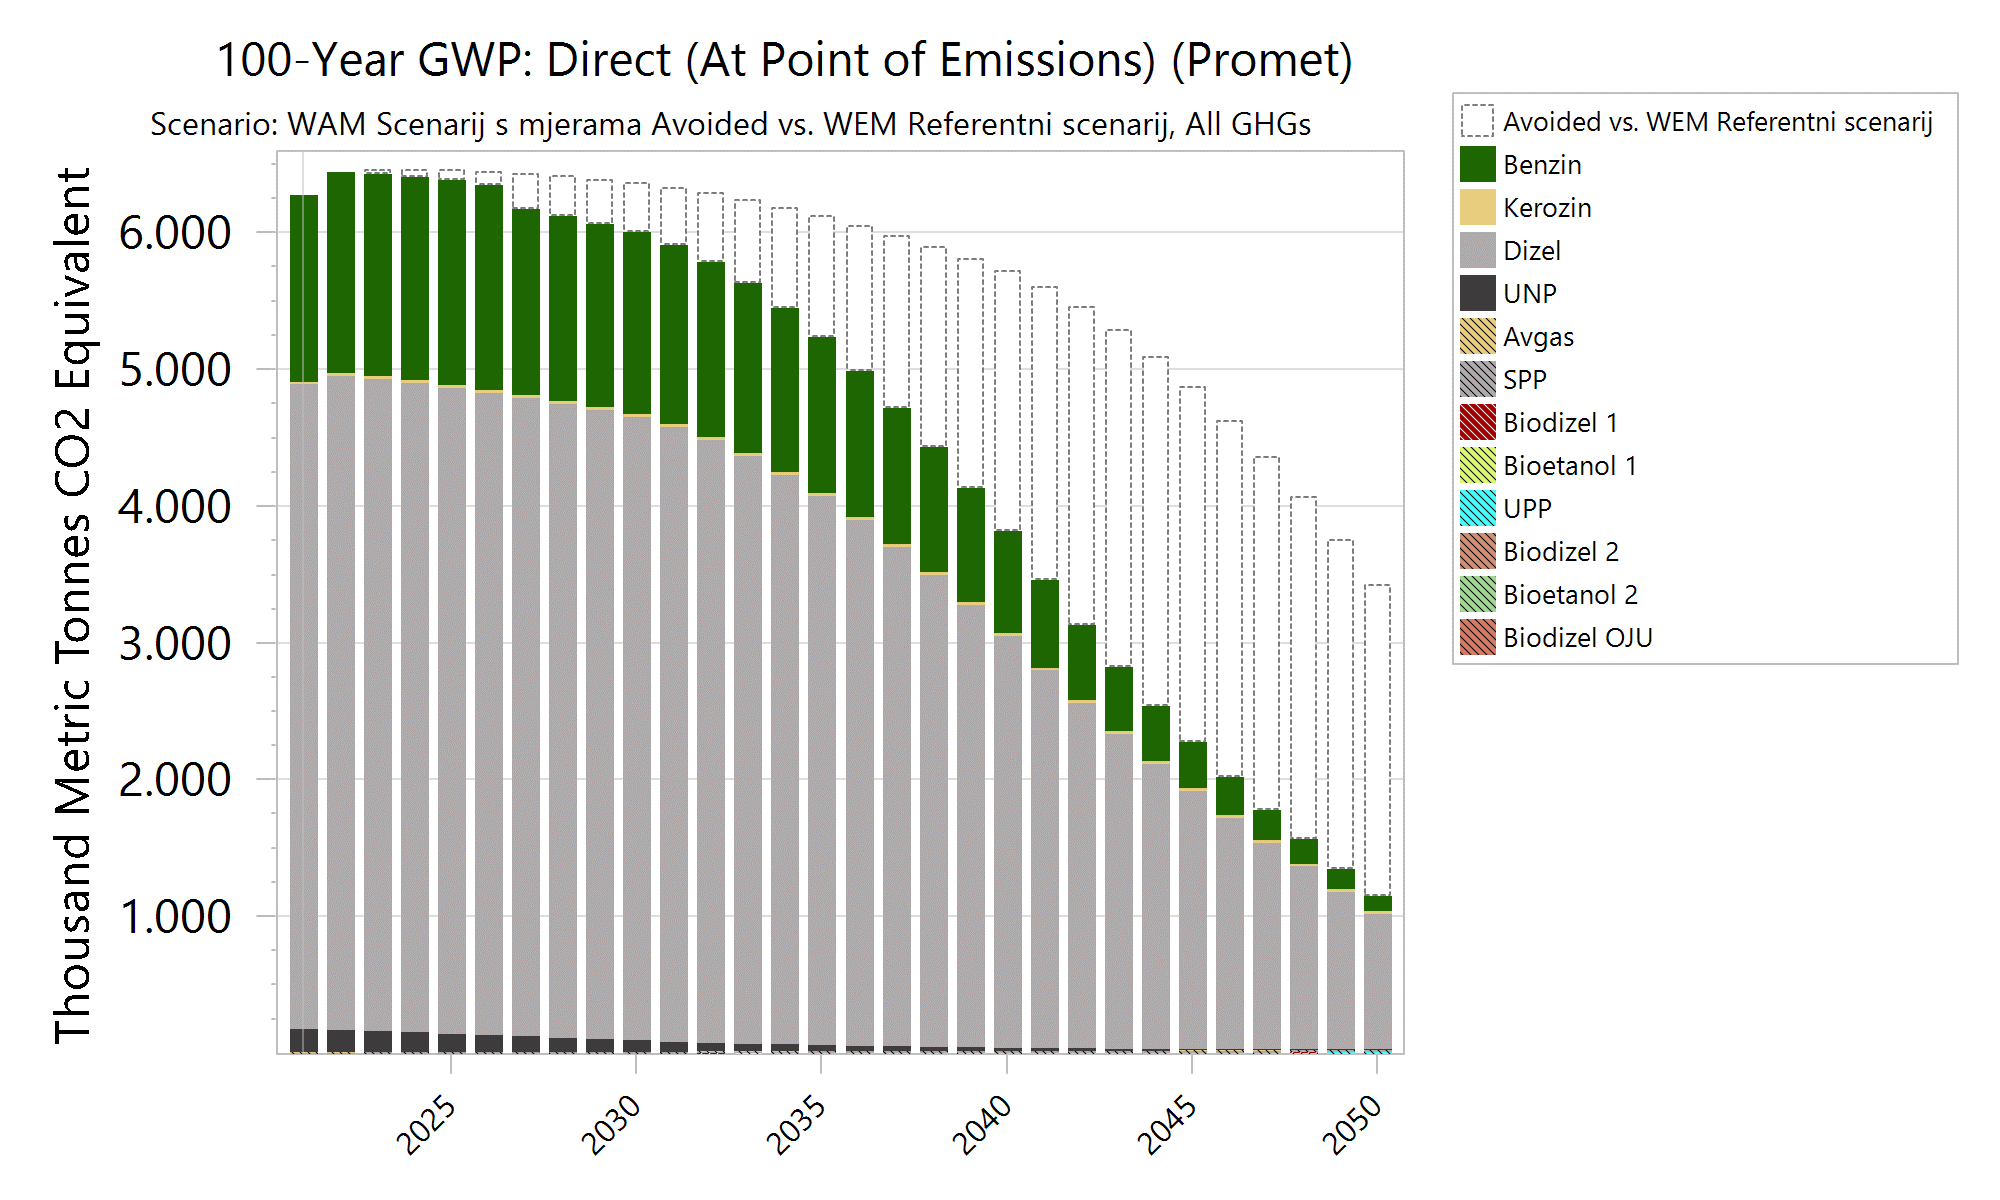 100-Year GWP: Direct (At Point of Emissions) (Promet)
Scenario: WAM Scenarij s mjerama Avoided vs. WEM Referentni scenarij, All GHGs
Thousand Metric Tonnes CO2 Equivalent
6.000
5.000
4.000
3.000
2.000
1.000
2025
2030
2035
2040
2045
2050
Avoided vs. WEM Referentni scenarij
Benzin
Kerozin
Dizel
UNP
Avgas
SPP
Biodizel 1
Bioetanol 1
UPP
Biodizel 2
Bioetanol 2
Biodizel OJU